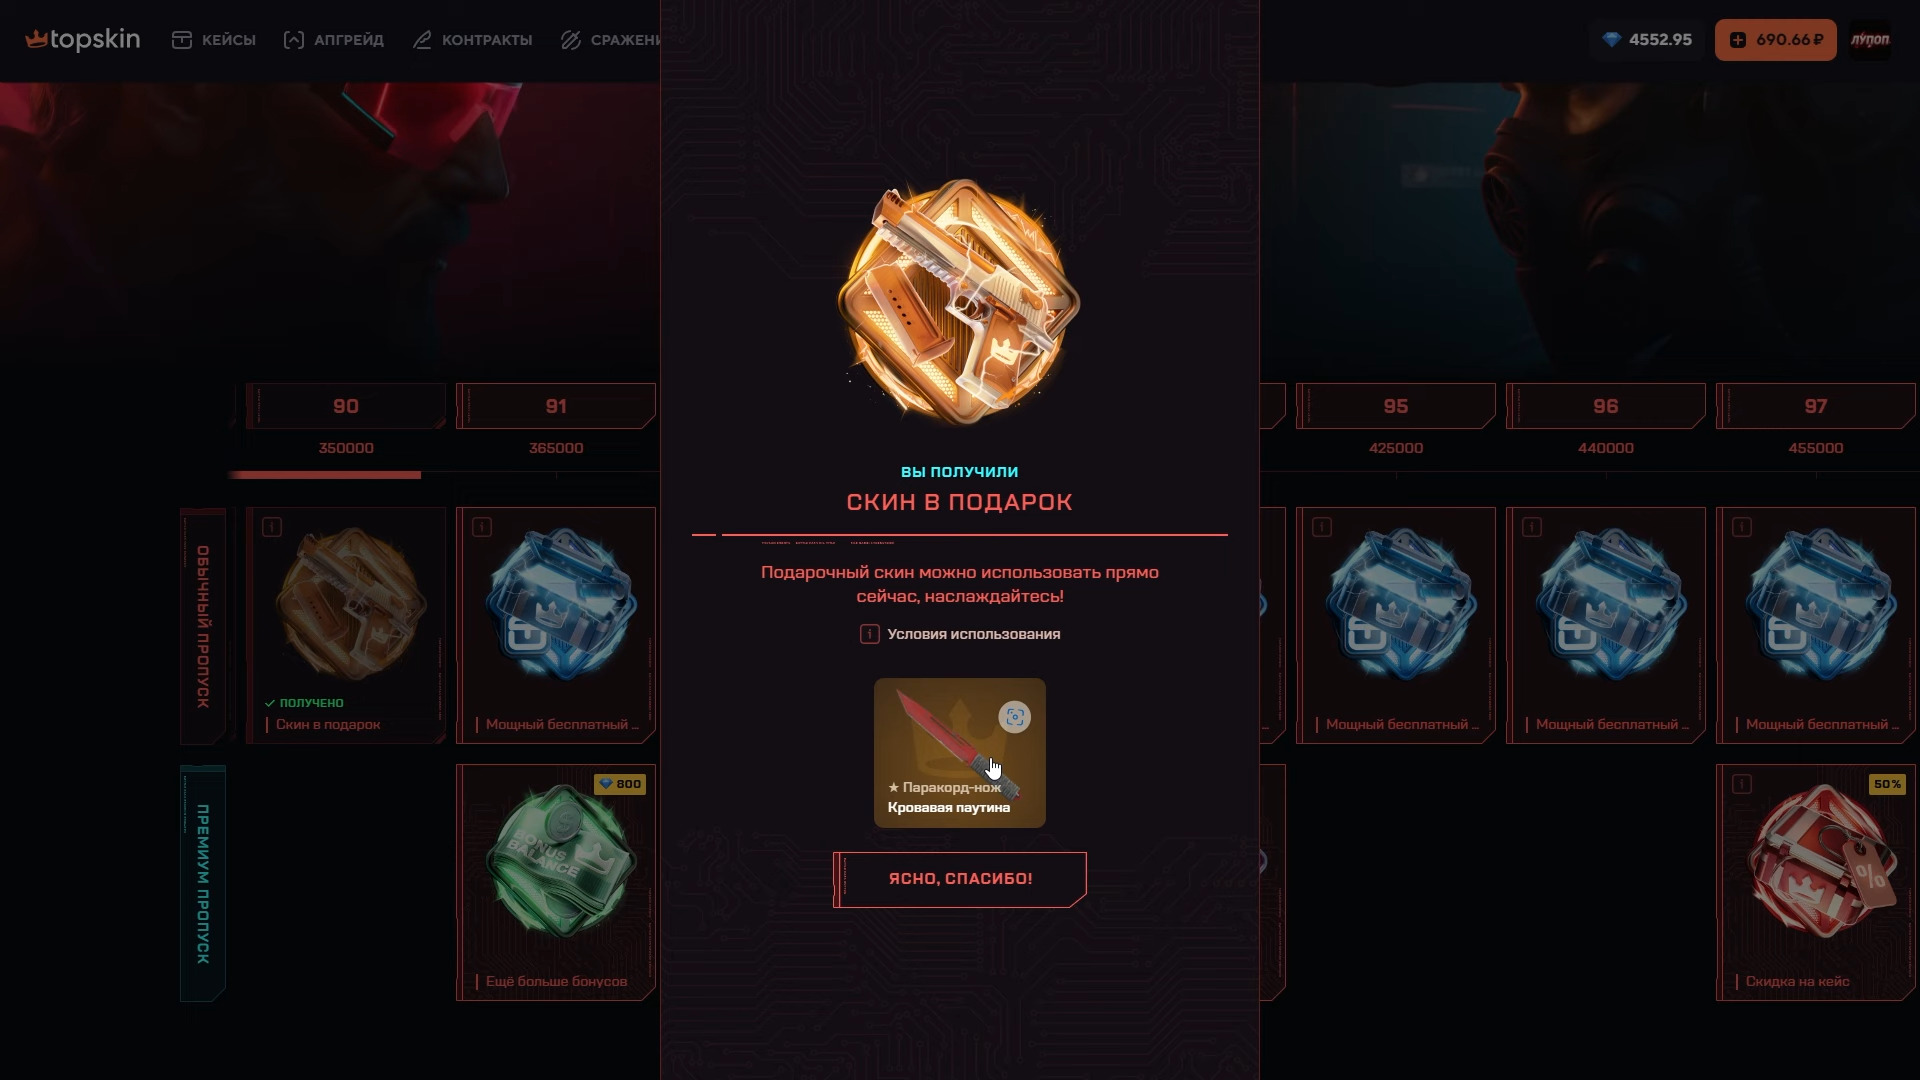 topskin
КЕЙСЫ
АПГРЕЙД
КОНТРАКТЫ
СРАЖЕНИ
4552.95
690.66 ₽
ЛУПОП
90
91
95
96
97
350000
365000
425000
440000
455000
ВЫ ПОЛУЧИЛИ
СКИН В ПОДАРОК
Подарочный скин можно использовать прямо
сейчас, наслаждайтесь!
Условия использования
★ Паракорд-нож
Кровавая паутина
ЯСНО, СПАСИБО!
ОБЫЧНЫЙ ПРОПУСК
ПОЛУЧЕНО
Скин в подарок
Мощный бесплатный ...
Мощный бесплатный ...
Мощный бесплатный ...
Мощный бесплатный ...
ПРЕМИУМ ПРОПУСК
800
BONUS
BALANCE
Ещё больше бонусов
50%
%
Скидка на кейс